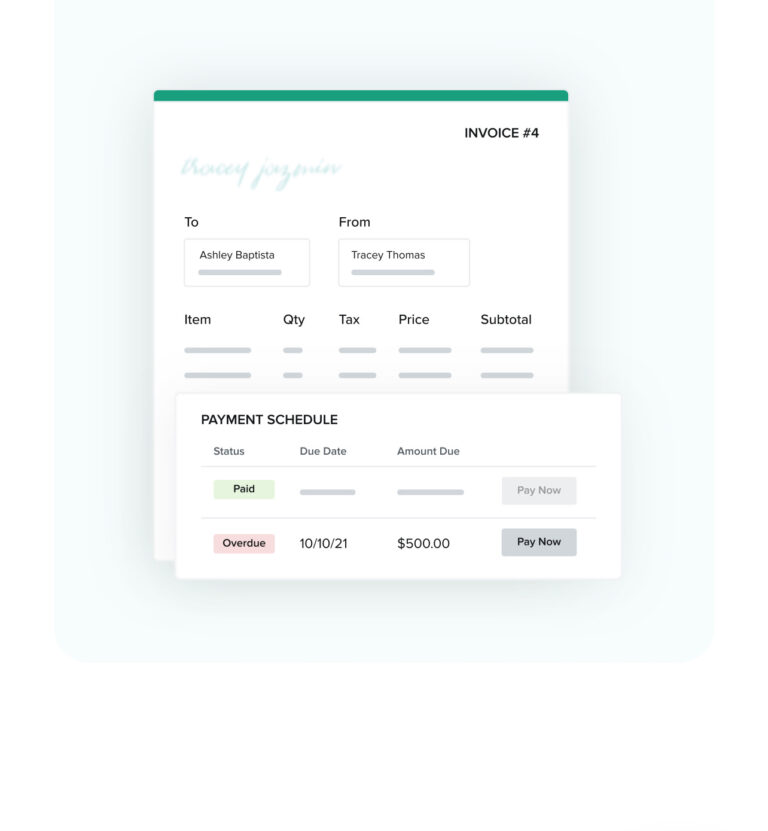 INVOICE #4
tracey jazmin
To From
Ashley Baptista Tracey Thomas
Item Qty Tax Price Subtotal
PAYMENT SCHEDULE
Status Due Date Amount Due
Paid Pay Now
Overdue 10/10/21 $500.00 Pay Now